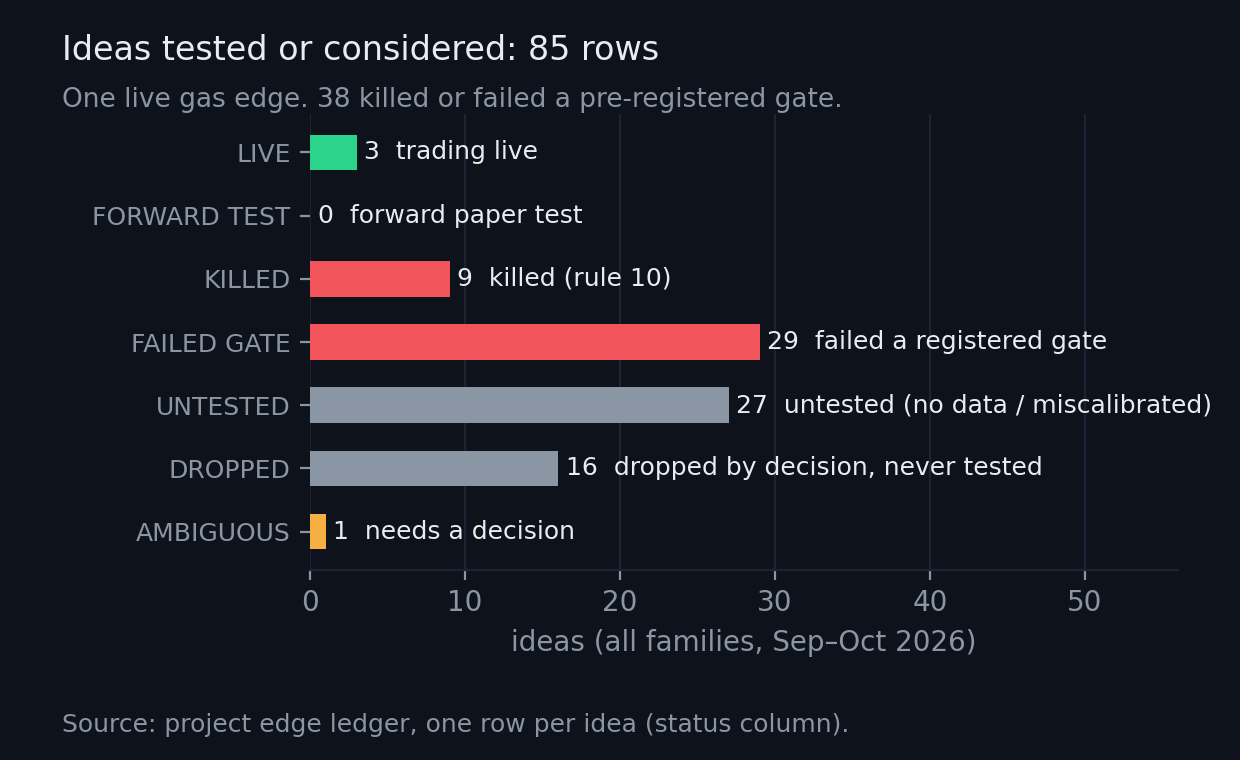 Ideas tested or considered: 85 rows
One live gas edge. 38 killed or failed a pre-registered gate.
LIVE 3 trading live
FORWARD TEST 0 forward paper test
KILLED 9 killed (rule 10)
FAILED GATE 29 failed a registered gate
UNTESTED 27 untested (no data / miscalibrated)
DROPPED 16 dropped by decision, never tested
AMBIGUOUS 1 needs a decision
0 10 20 30 40 50
ideas (all families, Sep–Oct 2026)
Source: project edge ledger, one row per idea (status column).